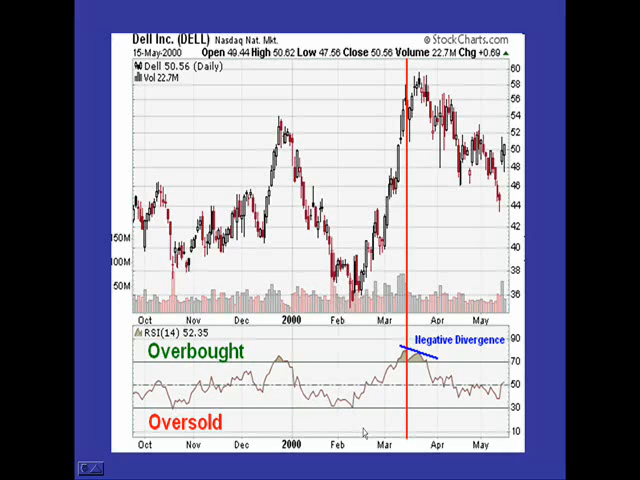 Dell Inc. (DELL) Nasdaq Nat. Mkt. © StockCharts.com
15-May-2000 Open 49.44 High 50.62 Low 47.56 Close 50.56 Volume 22.7M Chg +0.69
Dell 50.56 (Daily)
Vol 22.7M
60
58
56
54
52
50
48
46
44
42
40
38
36
150M
100M
50M
Oct Nov Dec 2000 Feb Mar Apr May
RSI(14) 52.35
Negative Divergence
Overbought
90
70
50
30
10
Oversold
Oct Nov Dec 2000 Feb Mar Apr May